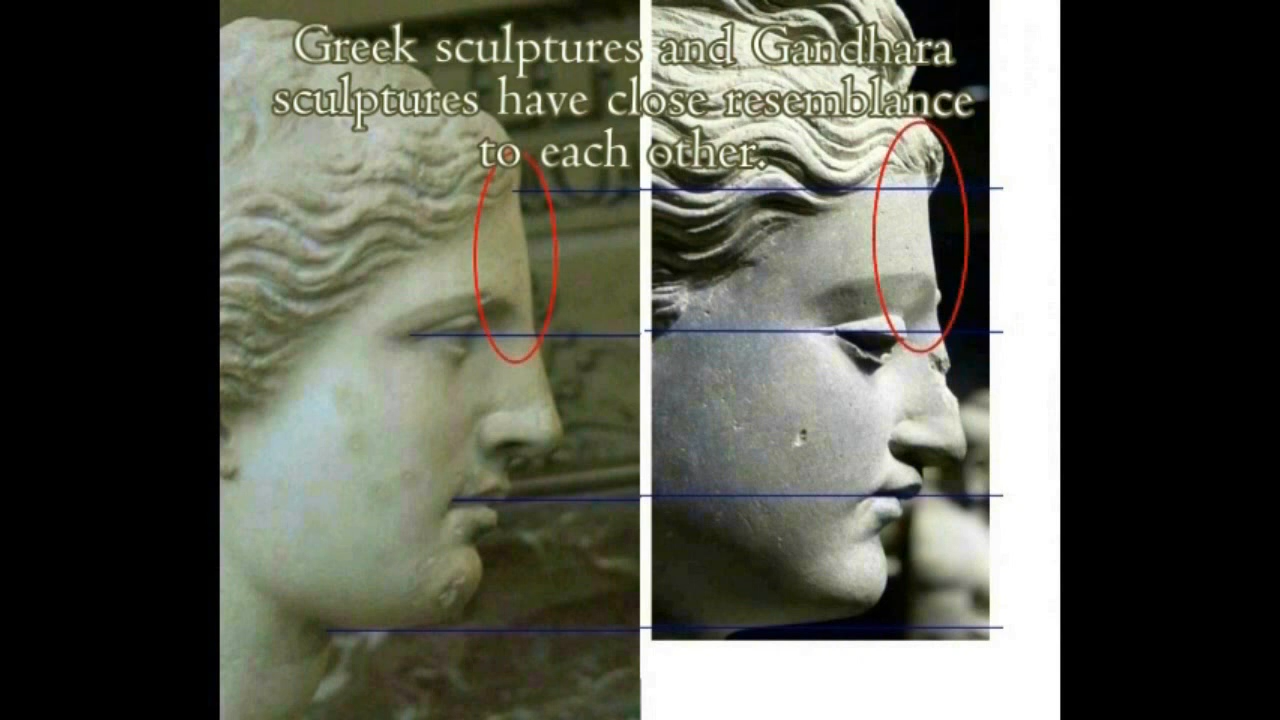 Greek sculptures and Gandhara
sculptures have close resemblance
to each other.